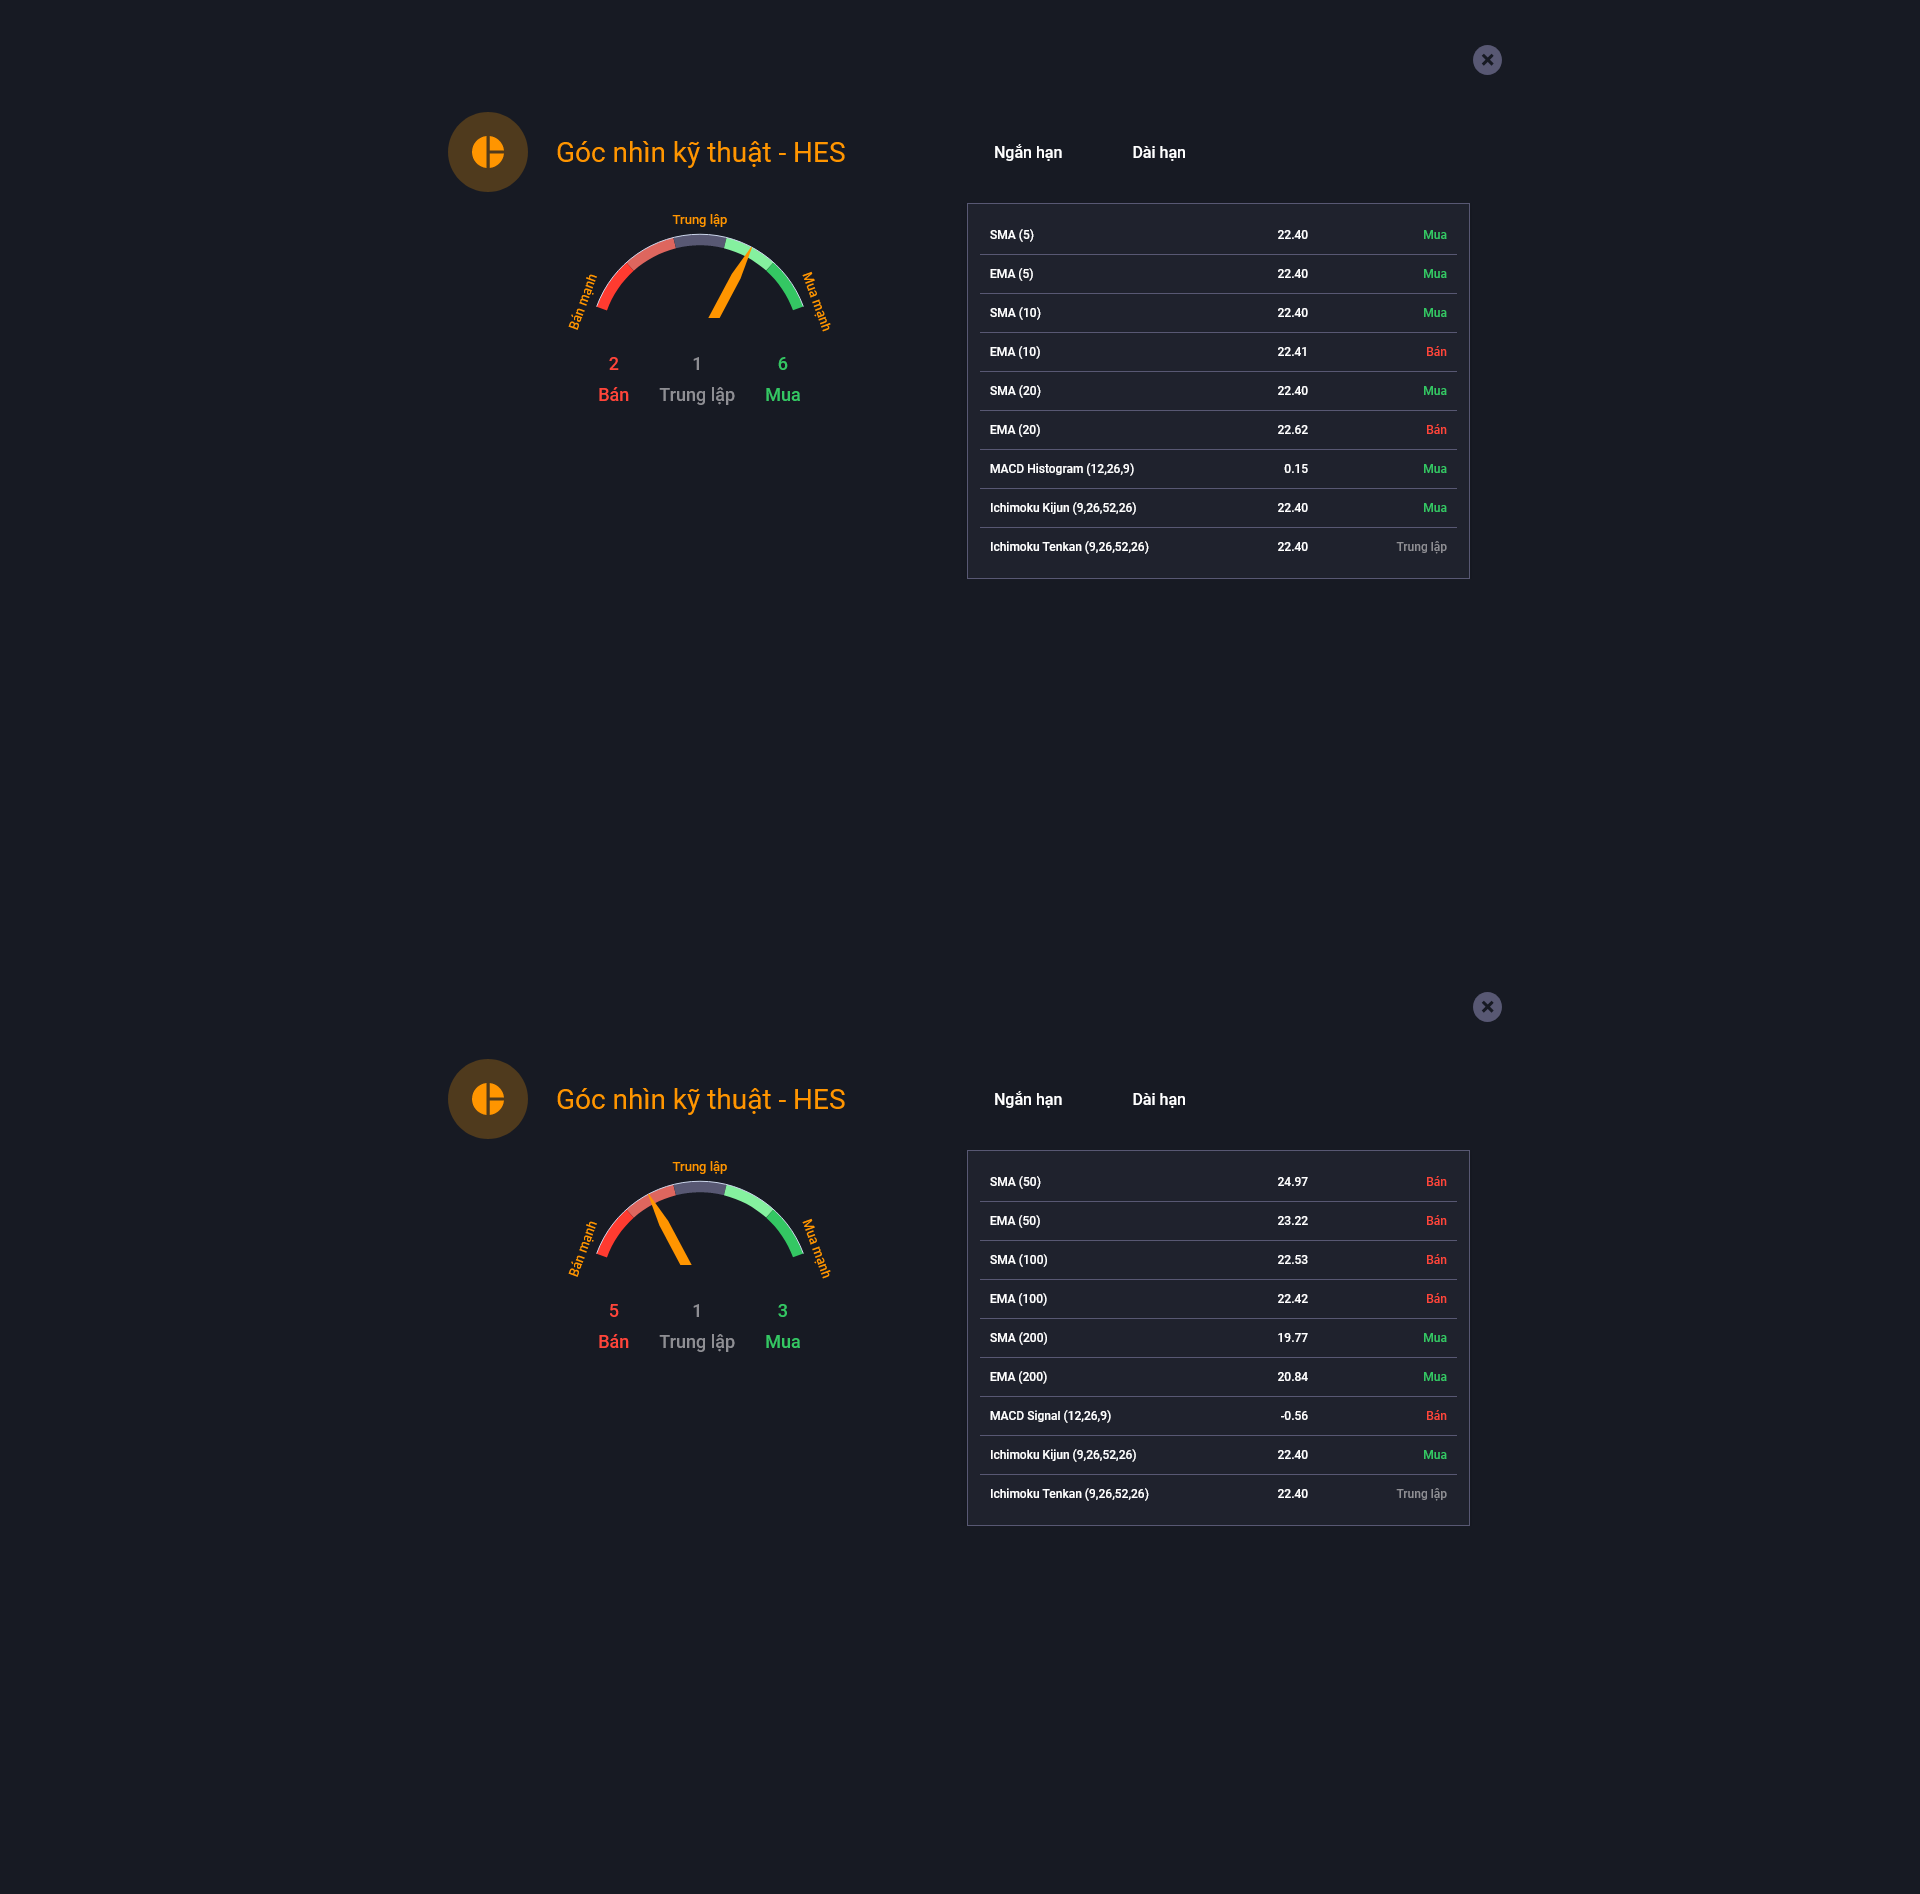 Góc nhìn kỹ thuật - HES
Ngắn hạn Dài hạn
Trung lập
Bán mạnh
Mua mạnh
2 1 6
Bán Trung lập Mua
SMA (5) 22.40 Mua
EMA (5) 22.40 Mua
SMA (10) 22.40 Mua
EMA (10) 22.41 Bán
SMA (20) 22.40 Mua
EMA (20) 22.62 Bán
MACD Histogram (12,26,9) 0.15 Mua
Ichimoku Kijun (9,26,52,26) 22.40 Mua
Ichimoku Tenkan (9,26,52,26) 22.40 Trung lập
Góc nhìn kỹ thuật - HES
Ngắn hạn Dài hạn
Trung lập
Bán mạnh
Mua mạnh
5 1 3
Bán Trung lập Mua
SMA (50) 24.97 Bán
EMA (50) 23.22 Bán
SMA (100) 22.53 Bán
EMA (100) 22.42 Bán
SMA (200) 19.77 Mua
EMA (200) 20.84 Mua
MACD Signal (12,26,9) -0.56 Bán
Ichimoku Kijun (9,26,52,26) 22.40 Mua
Ichimoku Tenkan (9,26,52,26) 22.40 Trung lập